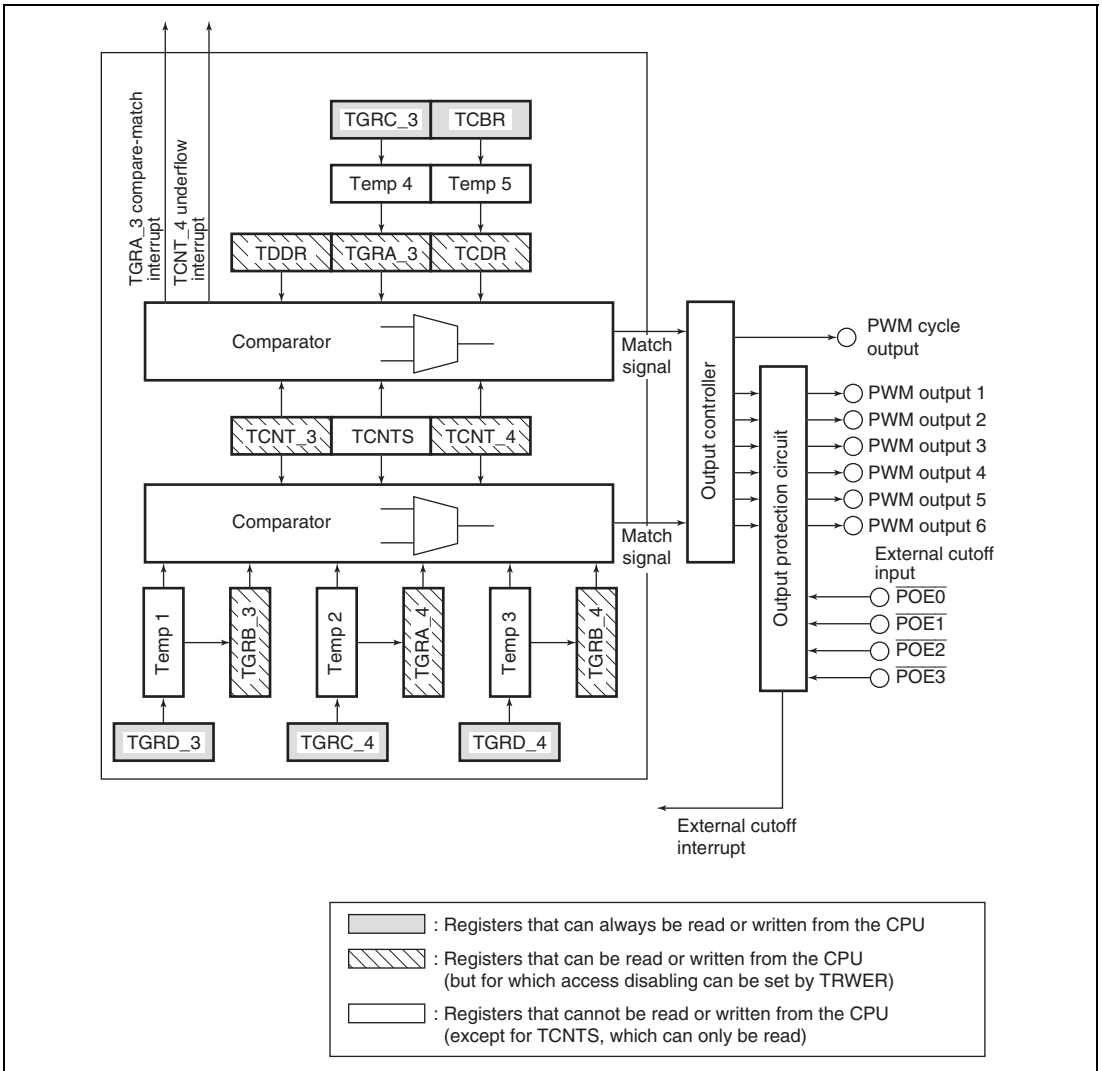 TGRA_3 compare-match
interrupt
TCNT_4 underflow
interrupt
TGRC_3
TCBR
Temp 4
Temp 5
TDDR
TGRA_3
TCDR
Comparator
Match
signal
PWM cycle
output
TCNT_3
TCNTS
TCNT_4
Output controller
Output protection circuit
PWM output 1
PWM output 2
PWM output 3
PWM output 4
PWM output 5
PWM output 6
Comparator
Match
signal
External cutoff
input
POE0
POE1
POE2
POE3
Temp 1
TGRB_3
Temp 2
TGRA_4
Temp 3
TGRB_4
TGRD_3
TGRC_4
TGRD_4
External cutoff
interrupt
: Registers that can always be read or written from the CPU
: Registers that can be read or written from the CPU
(but for which access disabling can be set by TRWER)
: Registers that cannot be read or written from the CPU
(except for TCNTS, which can only be read)